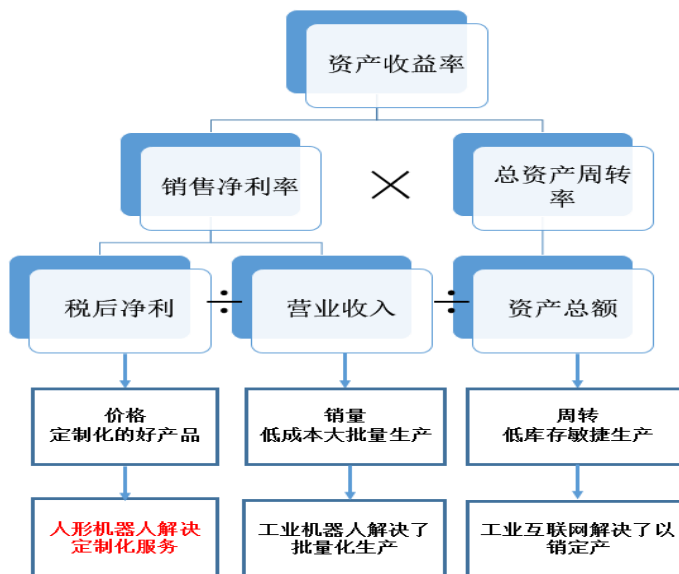 资产收益率
销售净利率
×
总资产周转
率
税后净利
÷
营业收入
÷
资产总额
价格
定制化的好产品
销量
低成本大批量生产
周转
低库存敏捷生产
人形机器人解决
定制化服务
工业机器人解决了
批量化生产
工业互联网解决了以
销定产